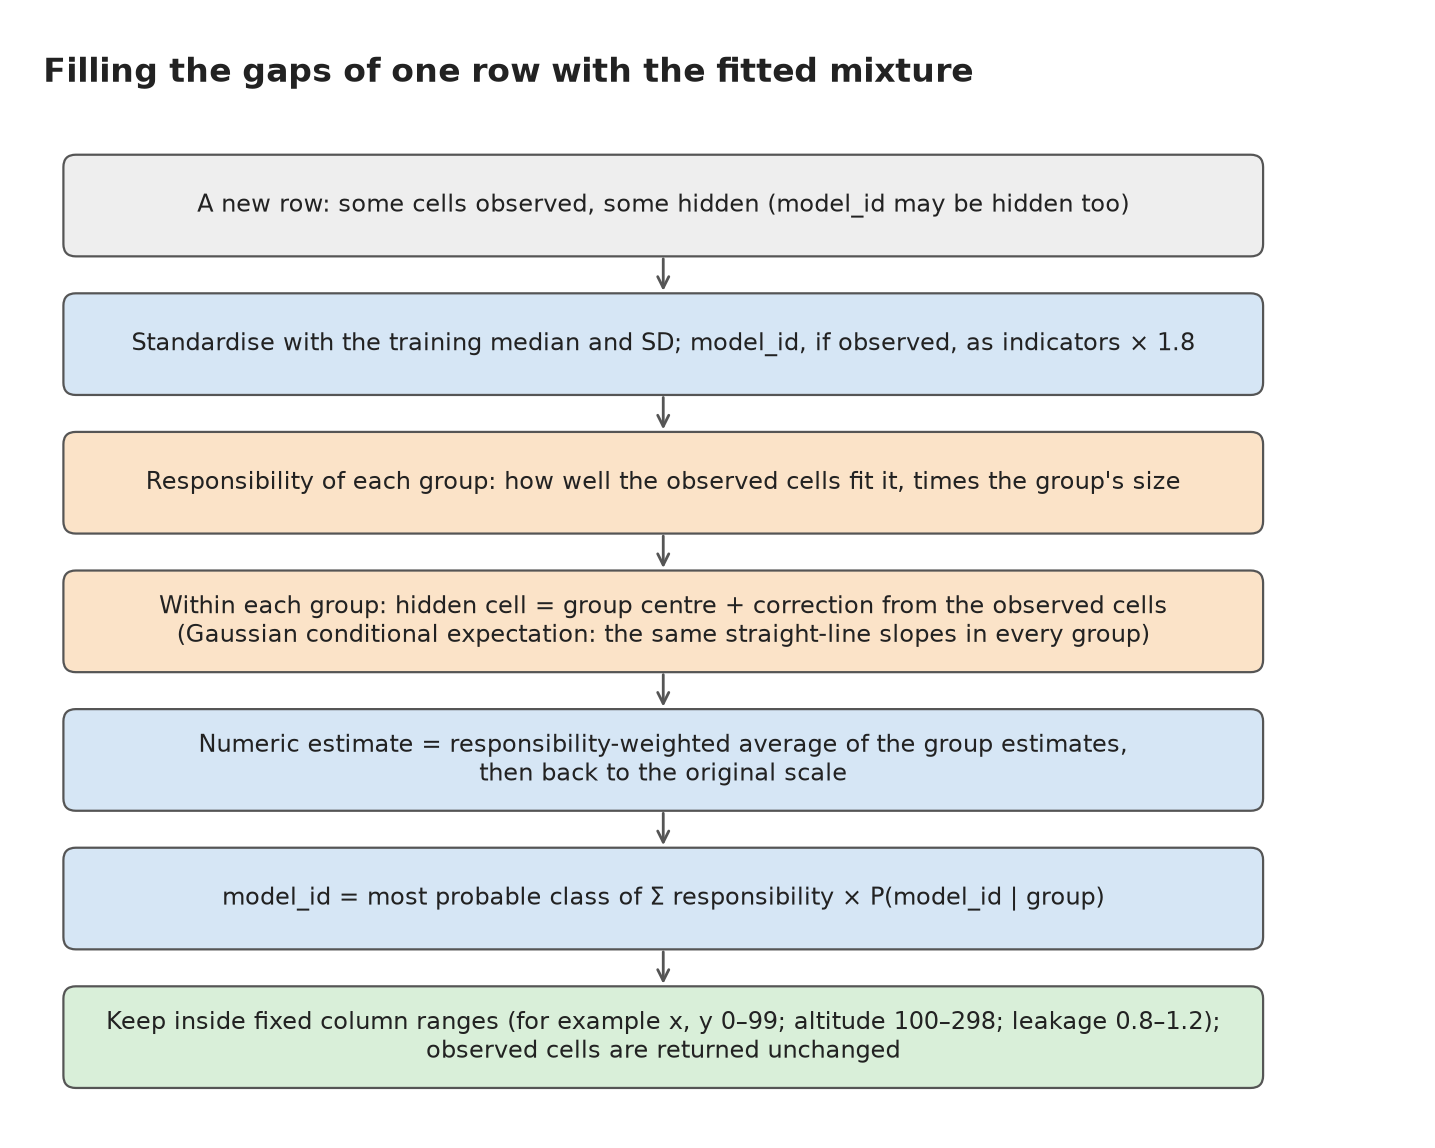 Filling the gaps of one row with the fitted mixture
A new row: some cells observed, some hidden (model_id may be hidden too)
Standardise with the training median and SD; model_id, if observed, as indicators × 1.8
Responsibility of each group: how well the observed cells fit it, times the group's size
Within each group: hidden cell = group centre + correction from the observed cells
(Gaussian conditional expectation: the same straight-line slopes in every group)
Numeric estimate = responsibility-weighted average of the group estimates,
then back to the original scale
model_id = most probable class of Σ responsibility × P(model_id | group)
Keep inside fixed column ranges (for example x, y 0–99; altitude 100–298; leakage 0.8–1.2);
observed cells are returned unchanged